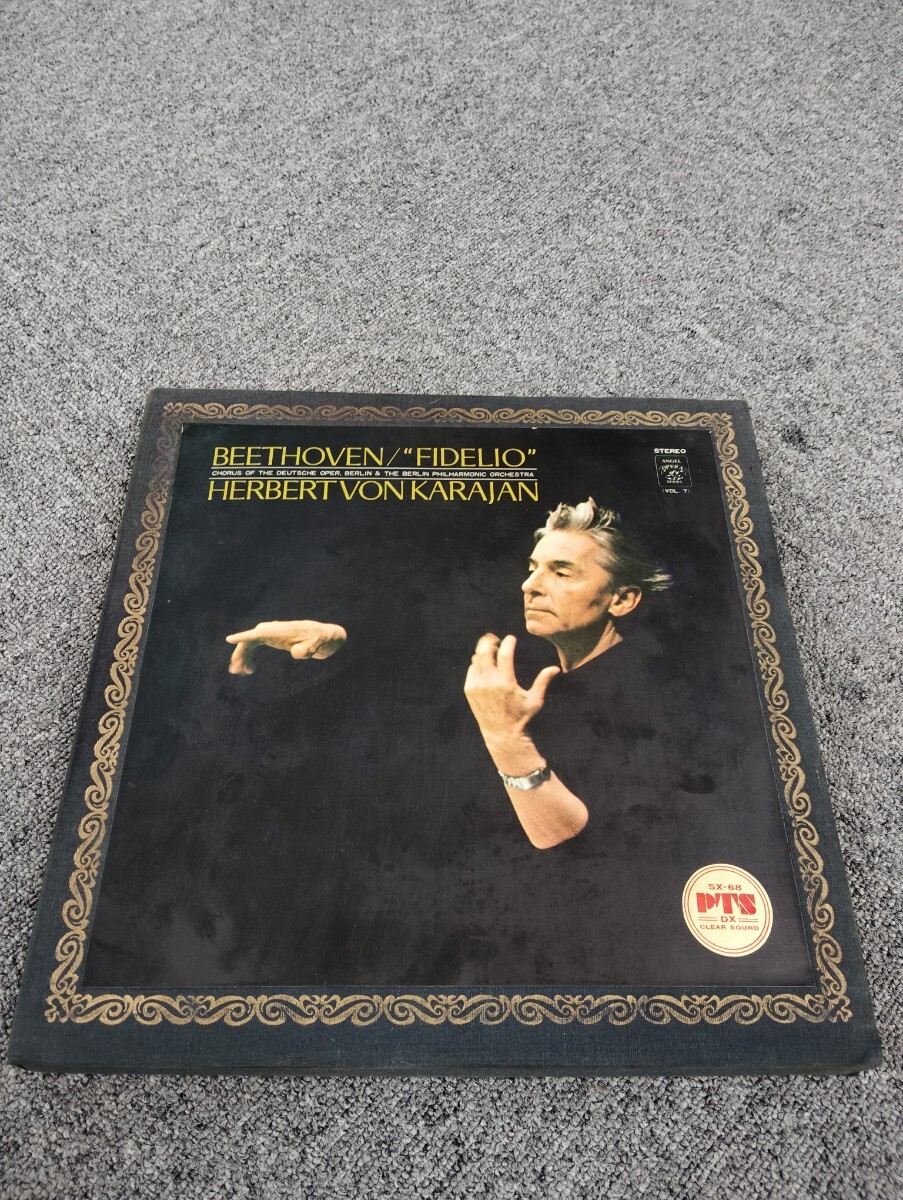 BEETHOVEN/"FIDELIO"
CHORUS OF THE DEUTSCHE OPER, BERLIN & THE BERLIN PHILHARMONIC ORCHESTRA
HERBERT VON KARAJAN
STEREO
ANGEL
OPERA
SERIES
(VOL. 7)
SX-68
PTS
DX
CLEAR SOUND